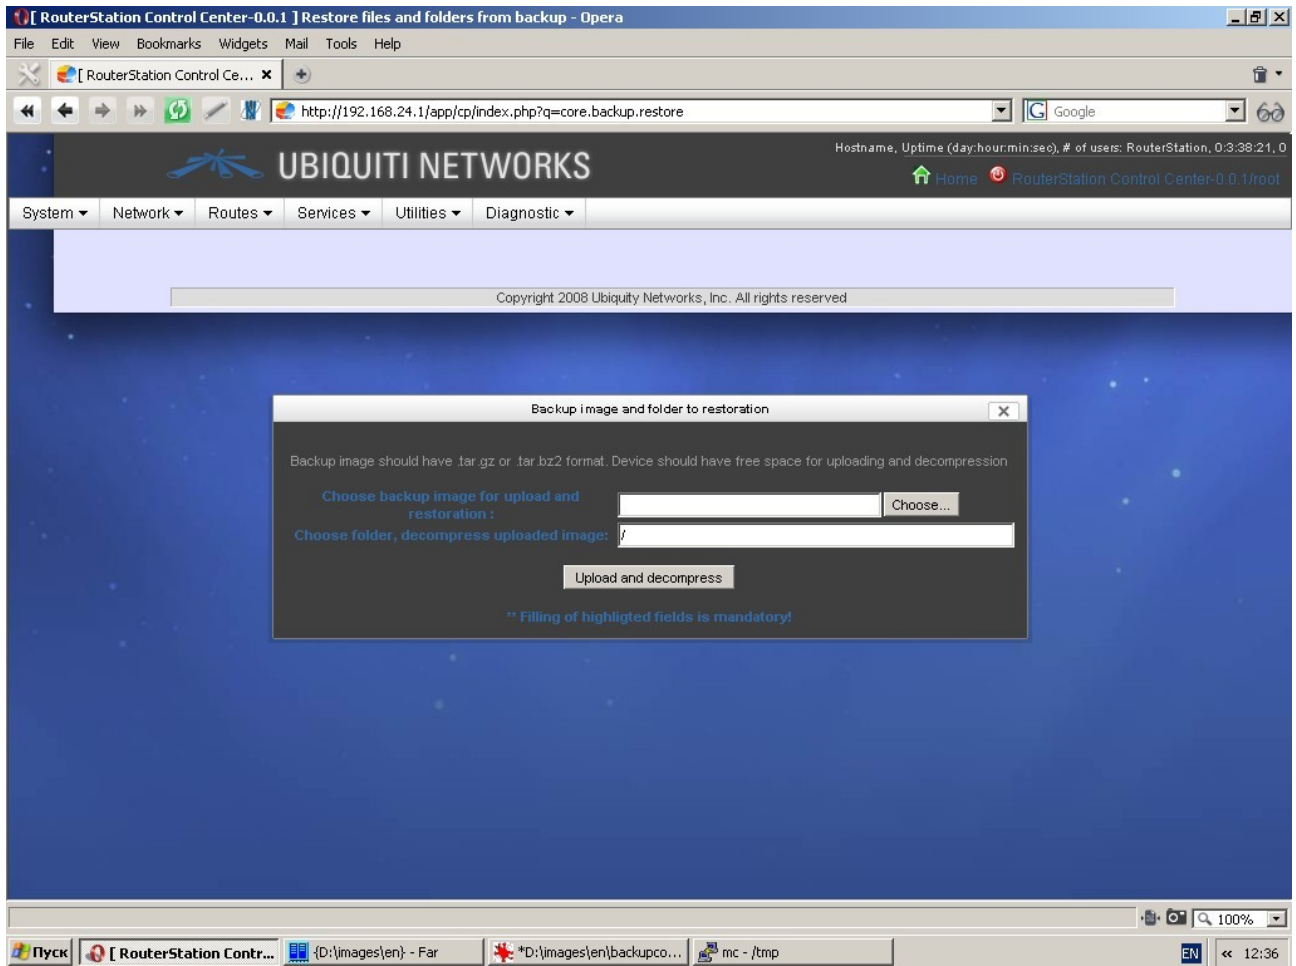 [ RouterStation Control Center-0.0.1 ] Restore files and folders from backup - Opera
File Edit View Bookmarks Widgets Mail Tools Help
[ RouterStation Control Ce...
http://192.168.24.1/app/cp/index.php?q=core.backup.restore
G Google
UBIQUITI NETWORKS
Hostname, Uptime (day:hour:min:sec), # of users: RouterStation, 0:3:38:21, 0
Home RouterStation Control Center-0.0.1/root
System Network Routes Services Utilities Diagnostic
Copyright 2008 Ubiquity Networks, Inc. All rights reserved
Backup image and folder to restoration
Backup image should have .tar.gz or .tar.bz2 format. Device should have free space for uploading and decompression
Choose backup image for upload and
restoration :
Choose...
Choose folder, decompress uploaded image: /
Upload and decompress
** Filling of highligted fields is mandatory!
100%
Пуск [ RouterStation Contr... {D:\images\en} - Far *D:\images\en\backupco... mc - /tmp EN « 12:36